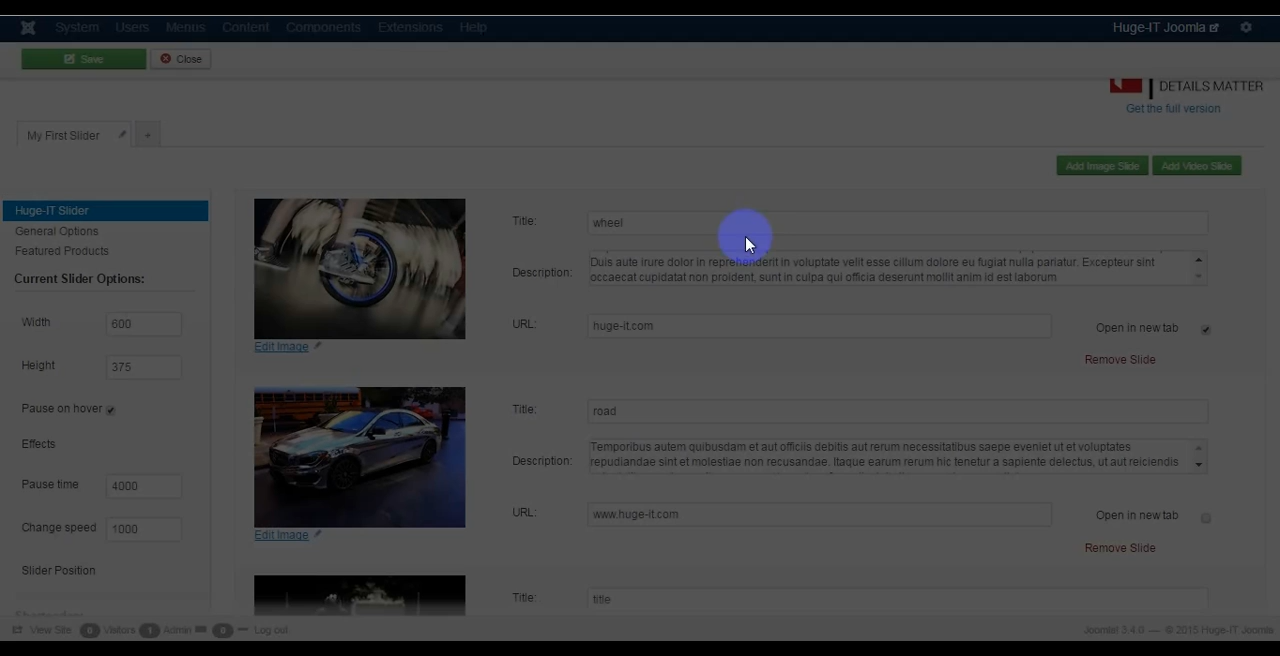 System Users Menus Content Components Extensions Help
Huge-IT Joomla
Save Close
DETAILS MATTER
Get the full version
My First Slider +
Add Image Slide Add Video Slide
Huge-IT Slider
General Options
Featured Products
Current Slider Options:
Width 600
Height 375
Pause on hover
Effects
Pause time 4000
Change speed 1000
Slider Position
Edit Image
Title: wheel
Description: Duis aute irure dolor in reprehenderit in voluptate velit esse cillum dolore eu fugiat nulla pariatur. Excepteur sint
occaecat cupidatat non proident, sunt in culpa qui officia deserunt mollit anim id est laborum
URL: huge-it.com
Open in new tab
Remove Slide
Edit Image
Title: road
Description: Temporibus autem quibusdam et aut officiis debitis aut rerum necessitatibus saepe eveniet ut et voluptates
repudiandae sint et molestiae non recusandae. Itaque earum rerum hic tenetur a sapiente delectus, ut aut reiciendis
URL: www.huge-it.com
Open in new tab
Remove Slide
Title: title
View Site 0 Visitors 1 Admin 0 Log out
Joomla! 3.4.0 — © 2015 Huge-IT Joomla